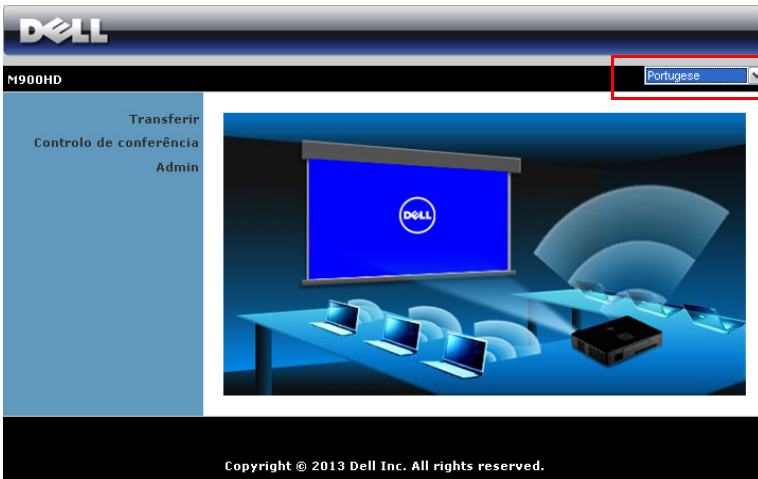 DELL
M900HD
Portugese
Transferir
Controlo de conferência
Admin
DELL
Copyright © 2013 Dell Inc. All rights reserved.